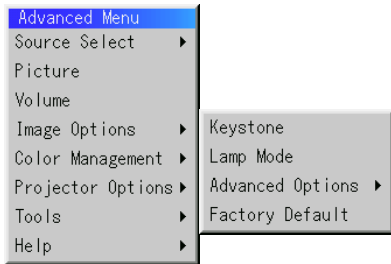 Advanced Menu
Source Select
Picture
Volume
Image Options
Color Management
Projector Options
Tools
Help
Keystone
Lamp Mode
Advanced Options
Factory Default